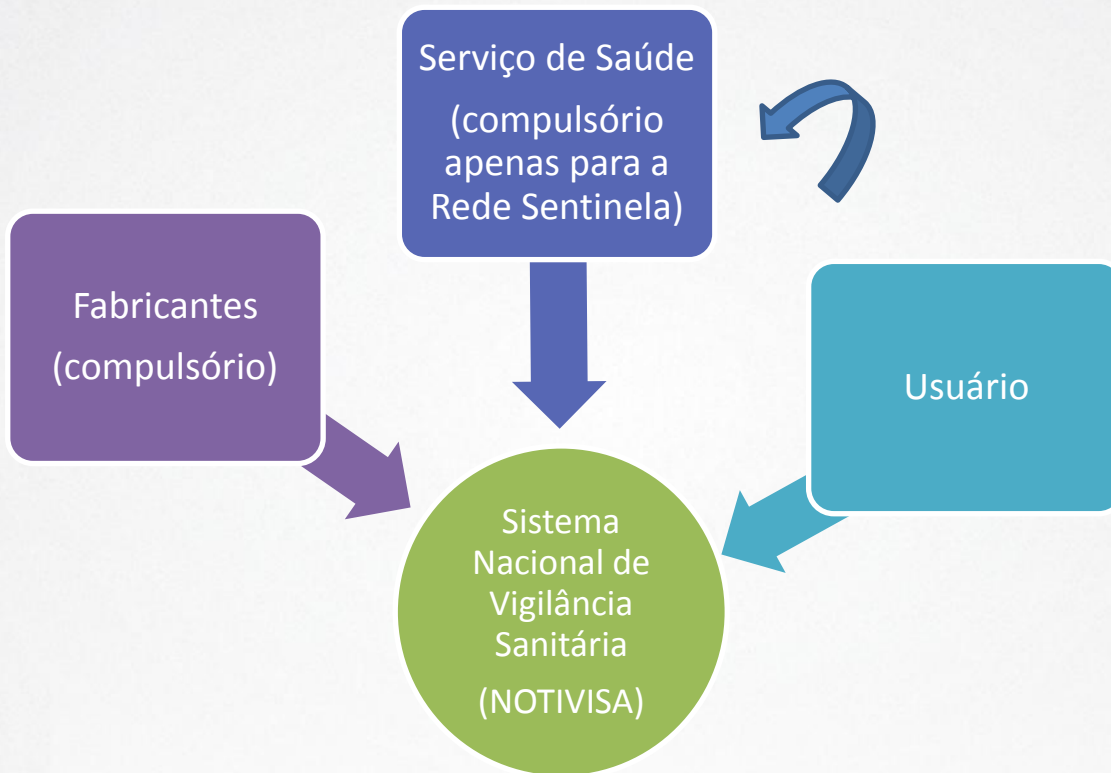 Serviço de Saúde
(compulsório
apenas para a
Rede Sentinela)
Fabricantes
(compulsório)
Usuário
Sistema
Nacional de
Vigilância
Sanitária
(NOTIVISA)